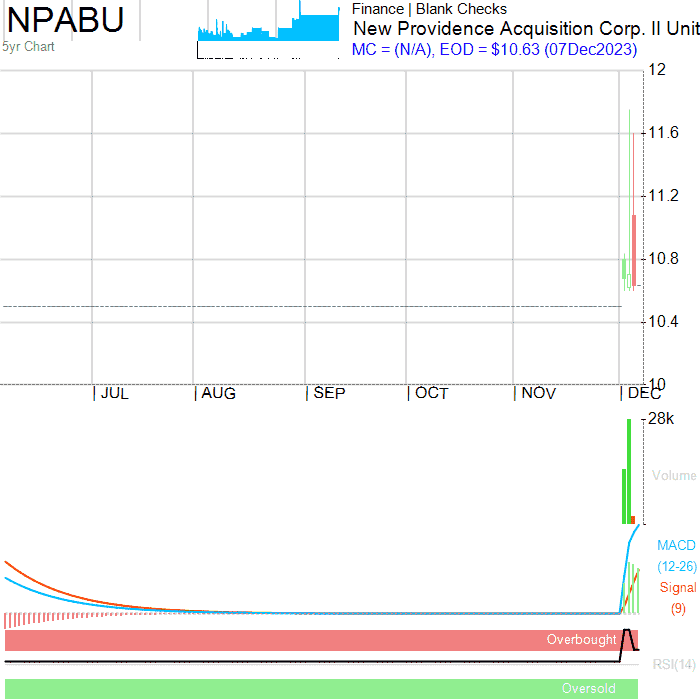 NPABU
5yr Chart
Finance | Blank Checks
New Providence Acquisition Corp. II Unit
MC = (N/A), EOD = $10.63 (07Dec2023)
12
11.6
11.2
10.8
10.4
10
JUL
AUG
SEP
OCT
NOV
DEC
28k
Volume
MACD
(12-26)
Signal
(9)
Overbought
RSI(14)
Oversold